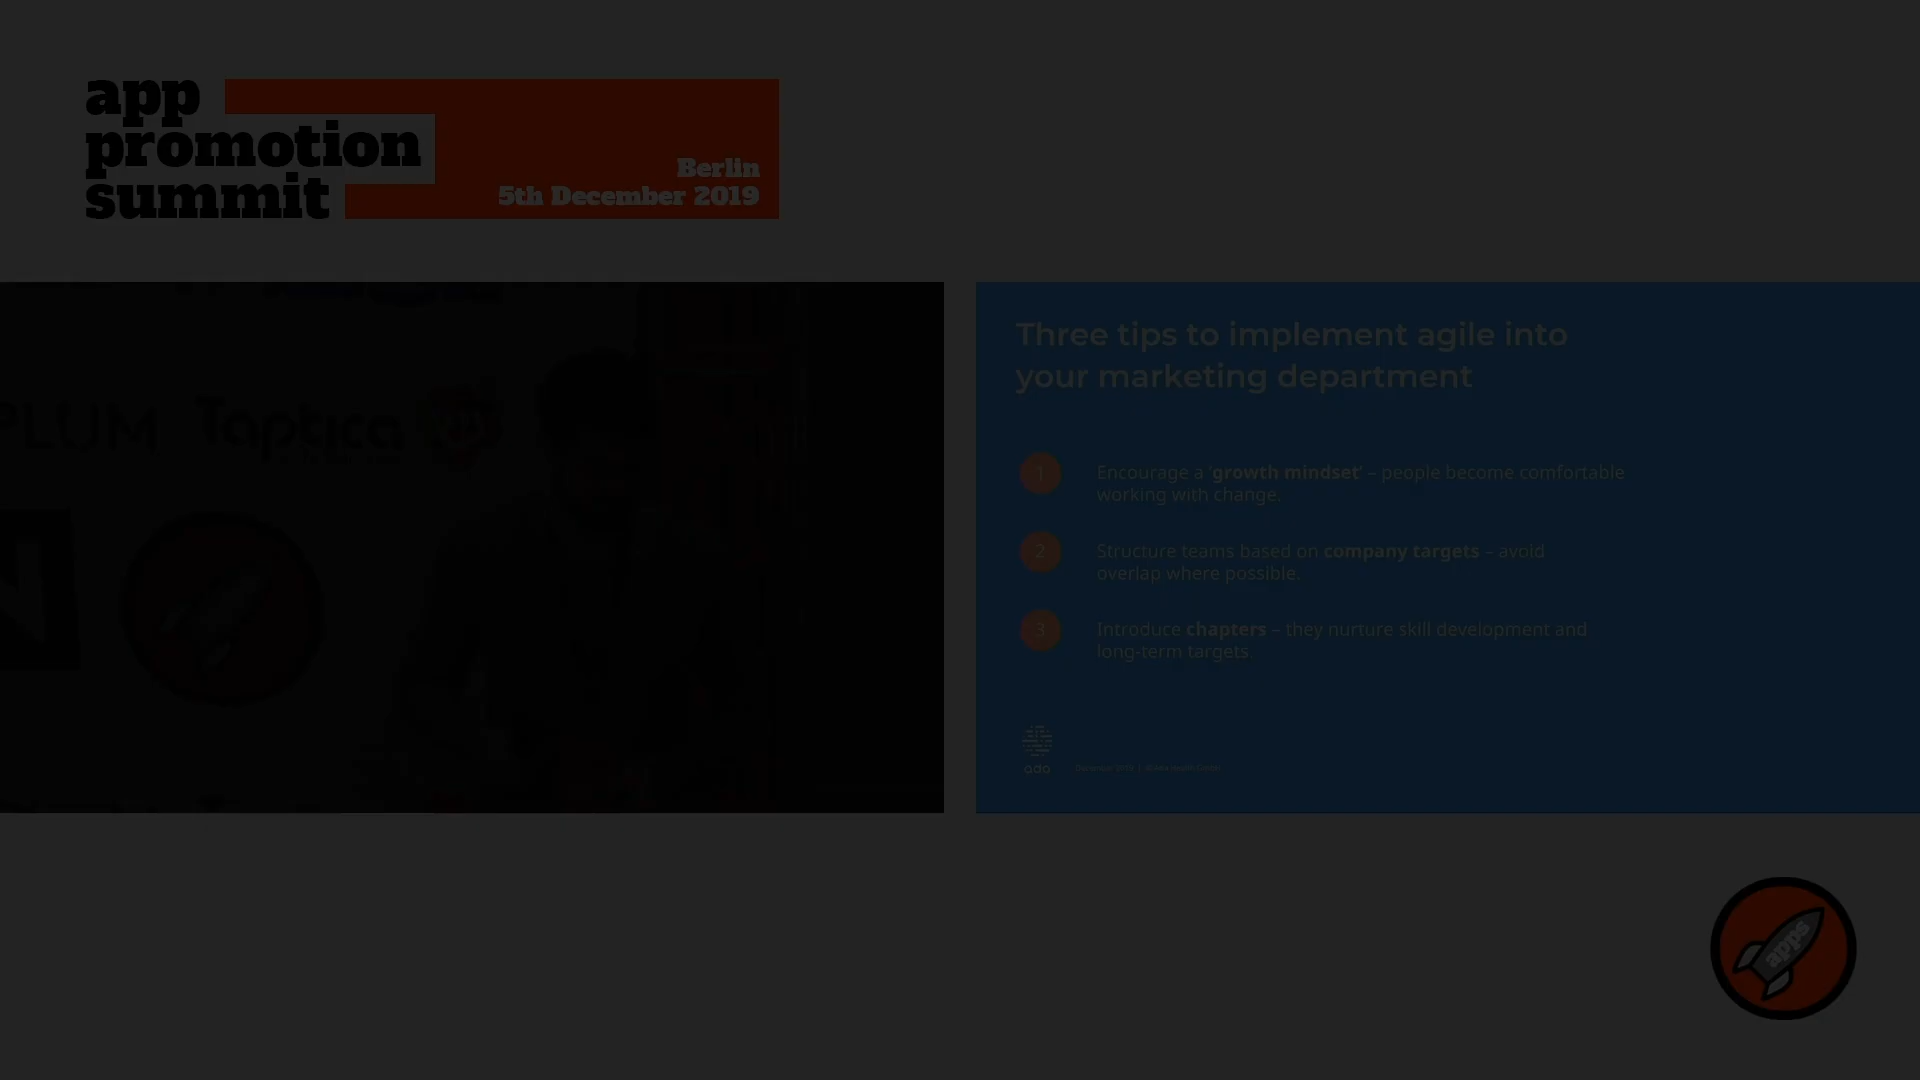 app
promotion
summit
Berlin
5th December 2019
PLUM Taptica
Three tips to implement agile into
your marketing department
1 Encourage a 'growth mindset' – people become comfortable
working with change.
2 Structure teams based on company targets – avoid
overlap where possible.
3 Introduce chapters – they nurture skill development and
long-term targets.
ada
apps